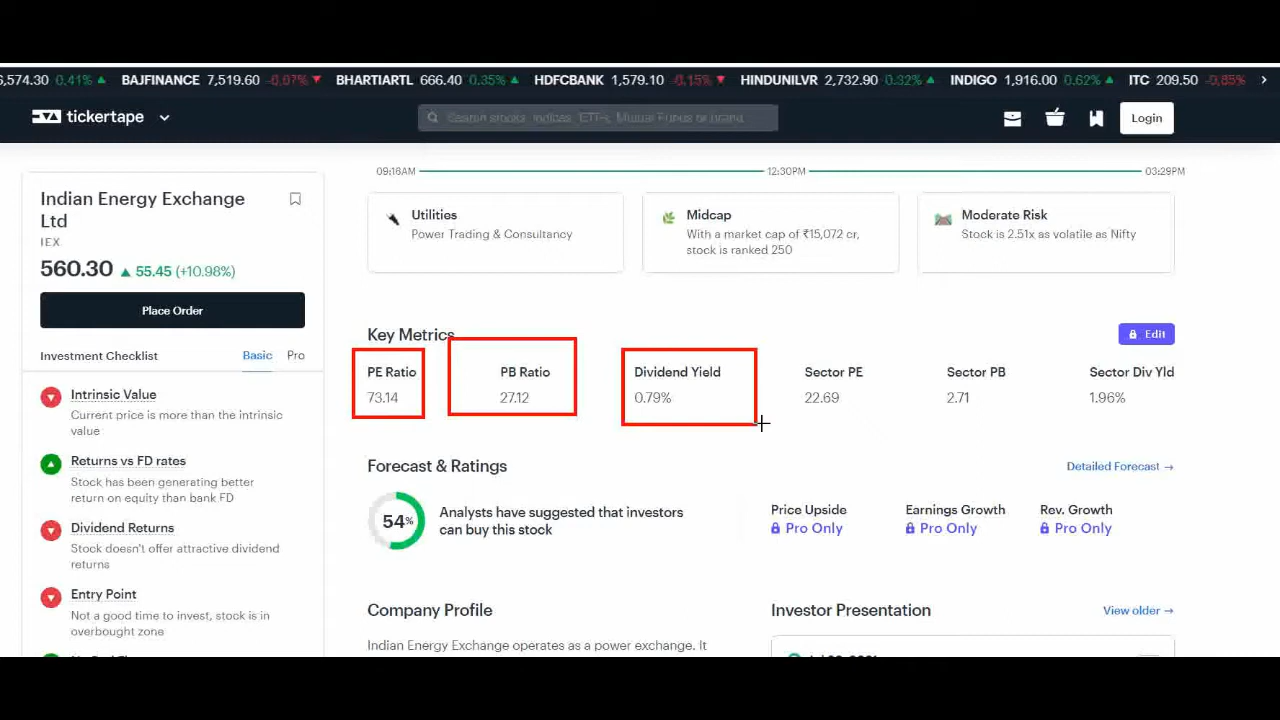 6,574.30 0.41% ▲ BAJFINANCE 7,519.60 -0.07% ▼ BHARTIARTL 666.40 0.35% ▲ HDFCBANK 1,579.10 -0.15% ▼ HINDUNILVR 2,732.90 0.32% ▲ INDIGO 1,916.00 0.62% ▲ ITC 209.50 -0.85%
tickertape
Search stocks, indices, ETFs, Mutual Funds or brand
Login
09:16AM 12:30PM 03:29PM
Indian Energy Exchange
Ltd
IEX
560.30 ▲ 55.45 (+10.98%)
Place Order
Investment Checklist Basic Pro
Intrinsic Value
Current price is more than the intrinsic
value
Returns vs FD rates
Stock has been generating better
return on equity than bank FD
Dividend Returns
Stock doesn't offer attractive dividend
returns
Entry Point
Not a good time to invest, stock is in
overbought zone
Utilities
Power Trading & Consultancy
Midcap
With a market cap of ₹15,072 cr,
stock is ranked 250
Moderate Risk
Stock is 2.51x as volatile as Nifty
Key Metrics
Edit
PE Ratio PB Ratio Dividend Yield Sector PE Sector PB Sector Div Yld
73.14 27.12 0.79% 22.69 2.71 1.96%
Forecast & Ratings
Detailed Forecast →
54%
Analysts have suggested that investors
can buy this stock
Price Upside Earnings Growth Rev. Growth
Pro Only Pro Only Pro Only
Company Profile
Indian Energy Exchange operates as a power exchange. It
Investor Presentation
View older →